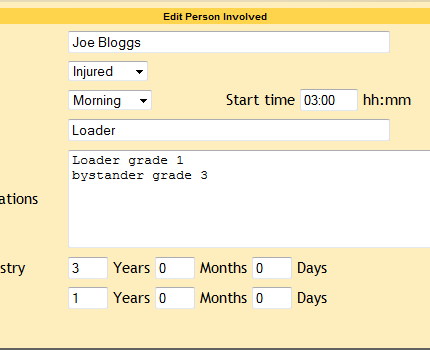 Edit Person Involved
Joe Bloggs
Injured
Morning Start time 03:00 hh:mm
Loader
Loader grade 1
bystander grade 3
ations
stry 3 Years 0 Months 0 Days
1 Years 0 Months 0 Days